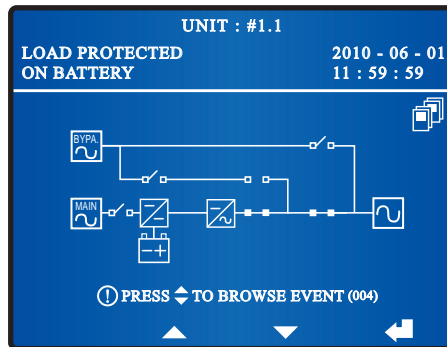 UNIT : #1.1
LOAD PROTECTED 2010 - 06 - 01
ON BATTERY 11 : 59 : 59
BYPA.
MAIN
PRESS TO BROWSE EVENT (004)